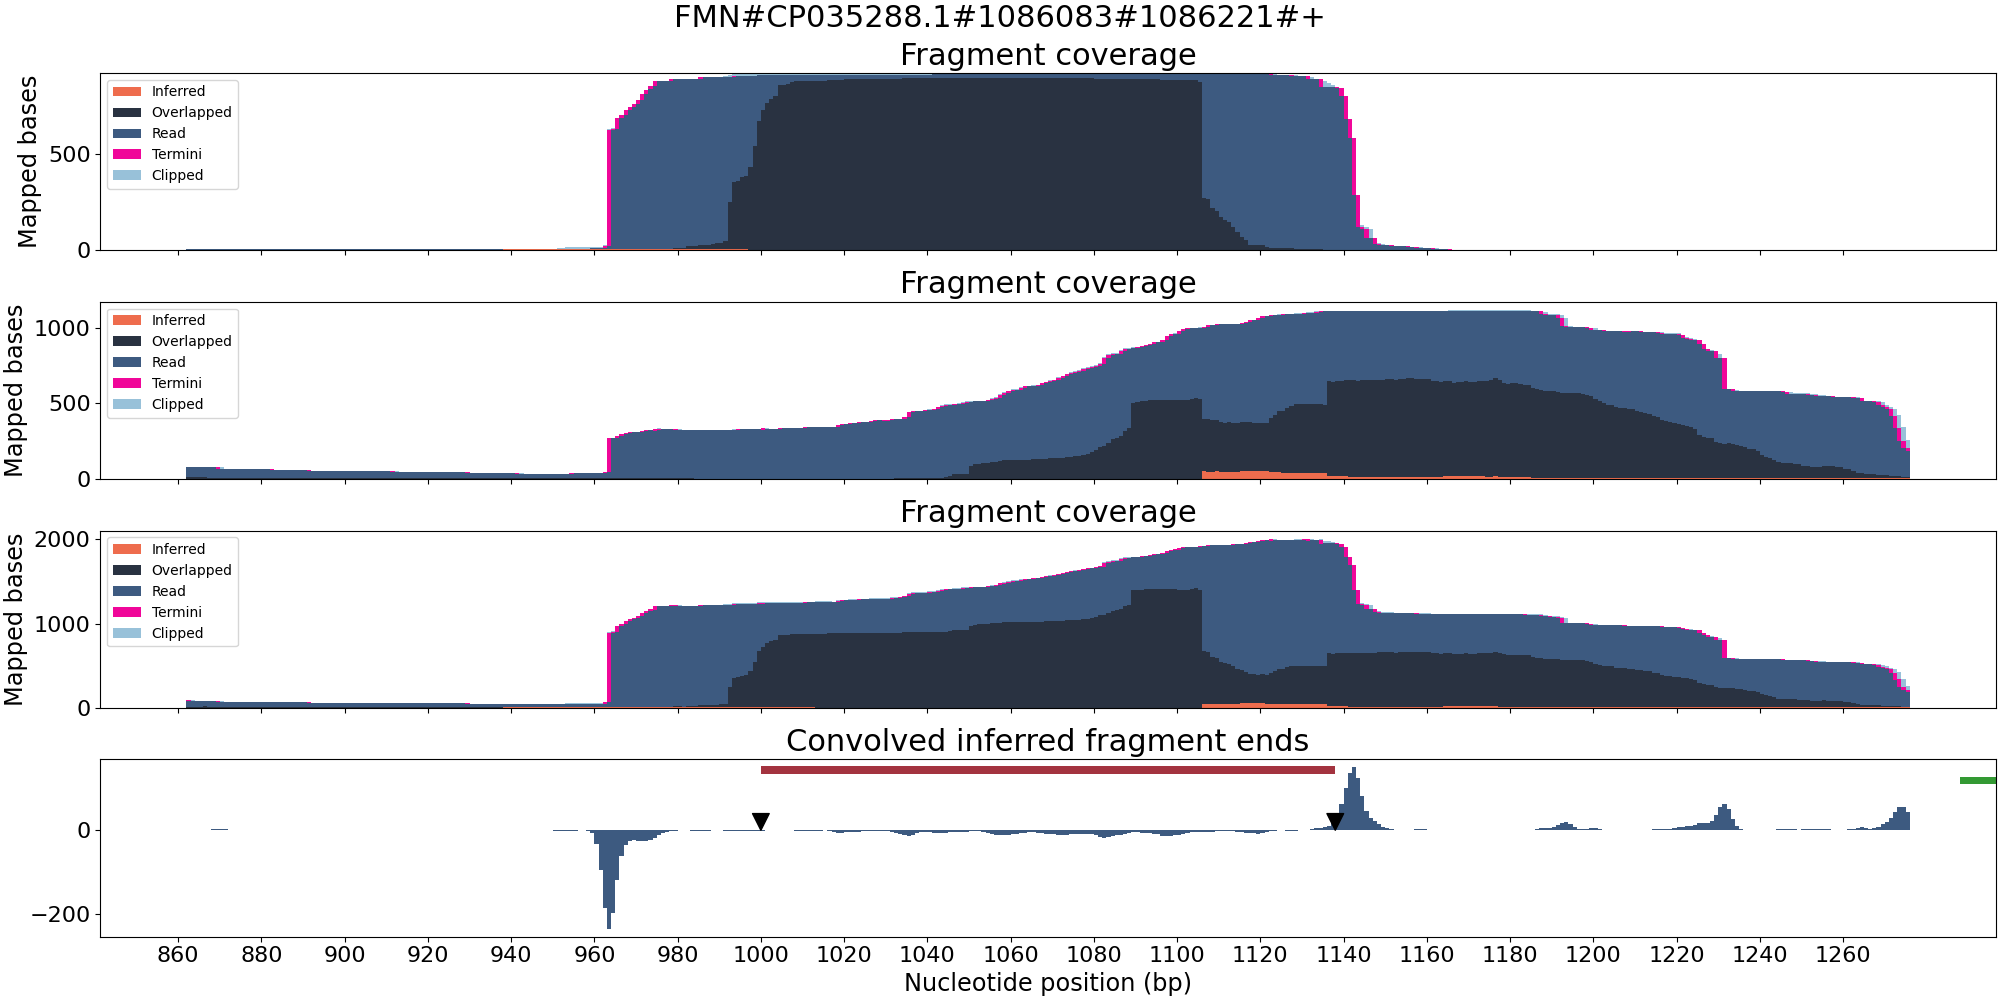 FMN#CP035288.1#1086083#1086221#+
Fragment coverage
Mapped bases
500
0
Inferred
Overlapped
Read
Termini
Clipped
Fragment coverage
Mapped bases
1000
500
0
Inferred
Overlapped
Read
Termini
Clipped
Fragment coverage
Mapped bases
2000
1000
0
Inferred
Overlapped
Read
Termini
Clipped
Convolved inferred fragment ends
0
−200
860 880 900 920 940 960 980 1000 1020 1040 1060 1080 1100 1120 1140 1160 1180 1200 1220 1240 1260
Nucleotide position (bp)